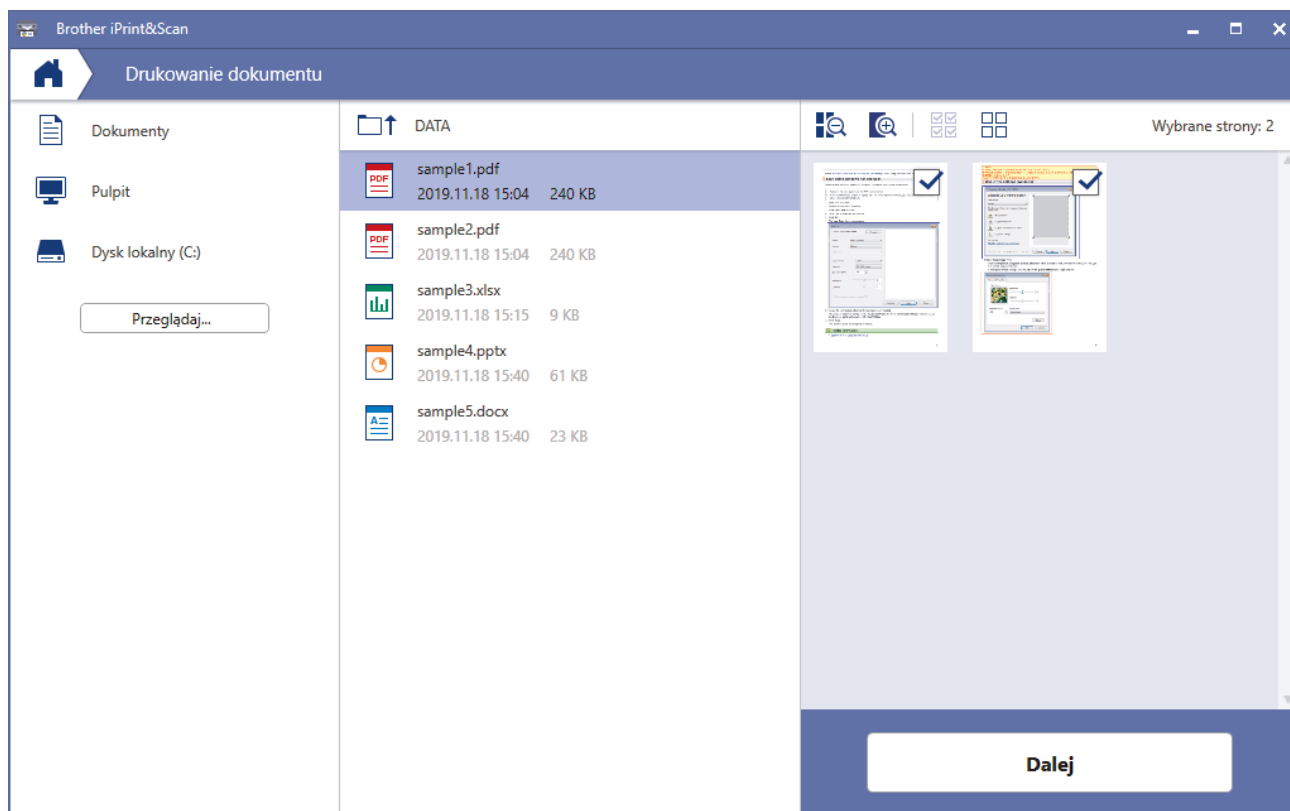 Brother iPrint&Scan
Drukowanie dokumentu
Dokumenty
Pulpit
Dysk lokalny (C:)
Przeglądaj...
DATA
PDF
sample1.pdf
2019.11.18 15:04 240 KB
PDF
sample2.pdf
2019.11.18 15:04 240 KB
sample3.xlsx
2019.11.18 15:15 9 KB
sample4.pptx
2019.11.18 15:40 61 KB
A
sample5.docx
2019.11.18 15:40 23 KB
Wybrane strony: 2
Dalej